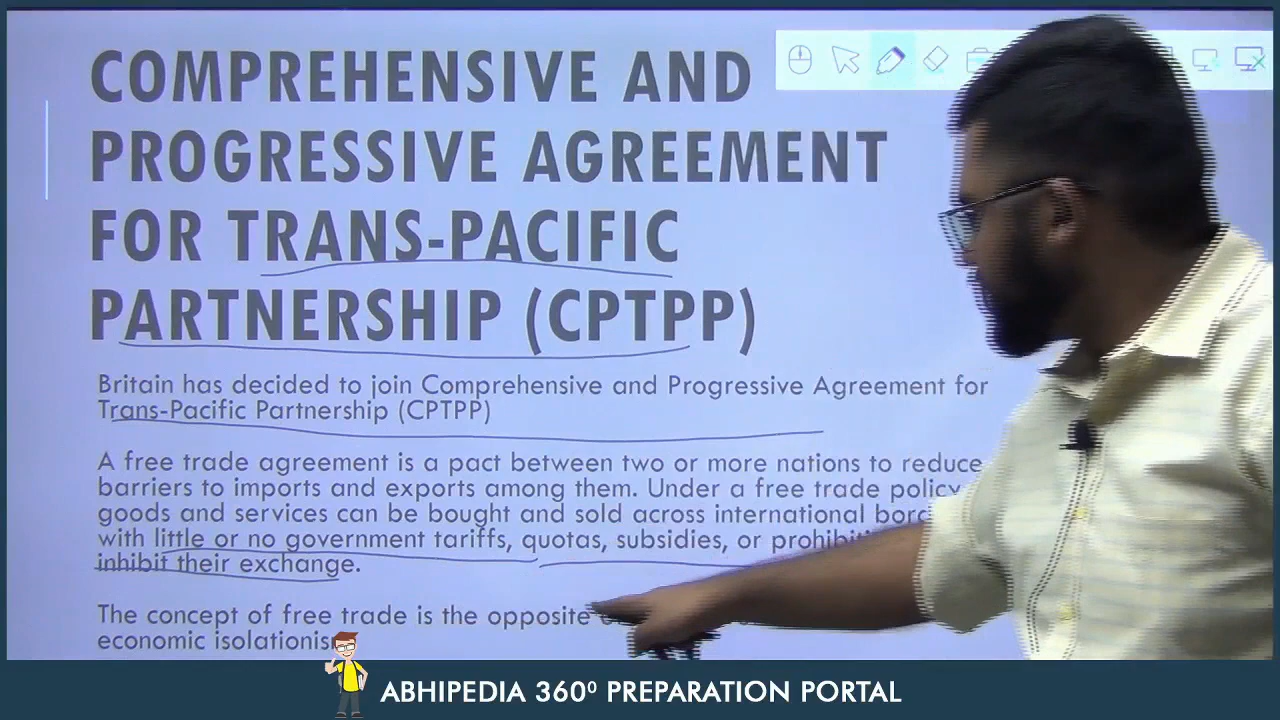 COMPREHENSIVE AND
PROGRESSIVE AGREEMENT
FOR TRANS-PACIFIC
PARTNERSHIP (CPTPP)
Britain has decided to join Comprehensive and Progressive Agreement for
Trans-Pacific Partnership (CPTPP)
A free trade agreement is a pact between two or more nations to reduce
barriers to imports and exports among them. Under a free trade policy
goods and services can be bought and sold across international
with little or no government tariffs, quotas, subsidies, or
inhibit their exchange.
The concept of free trade is the opposite
economic
ABHIPEDIA 360⁰ PREPARATION PORTAL